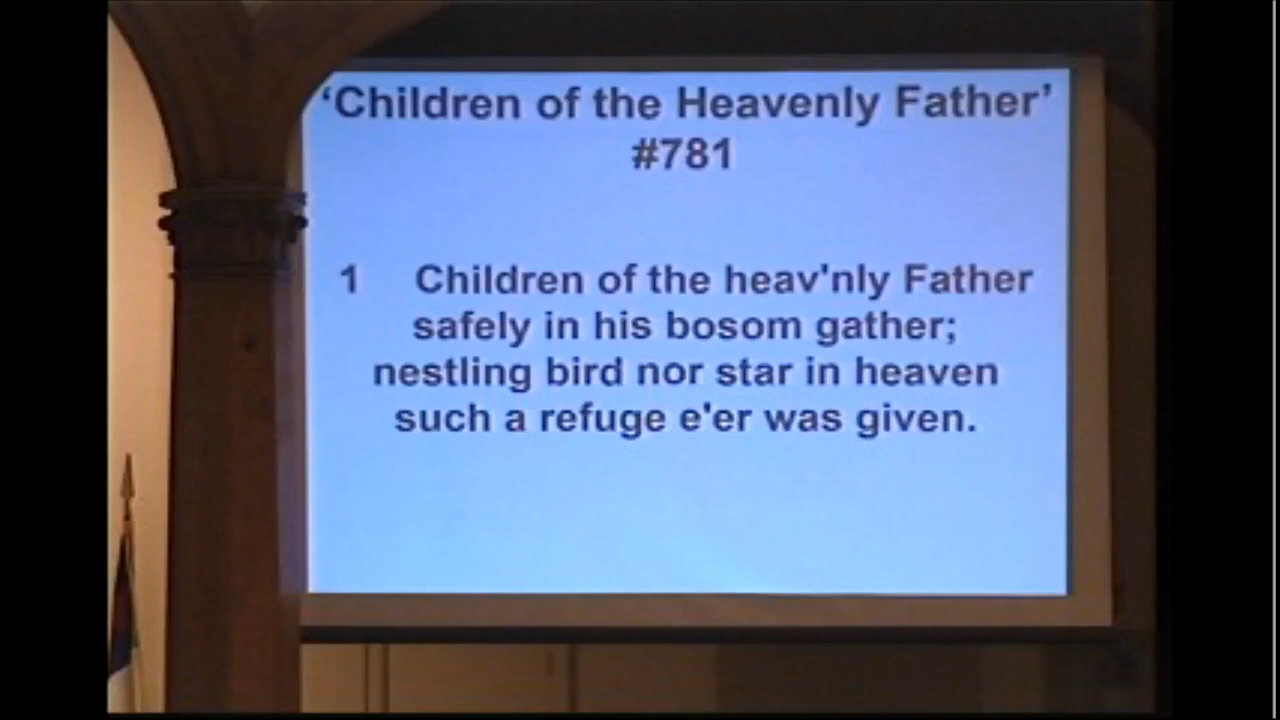 ‘Children of the Heavenly Father’
#781
1 Children of the heav'nly Father
safely in his bosom gather;
nestling bird nor star in heaven
such a refuge e'er was given.